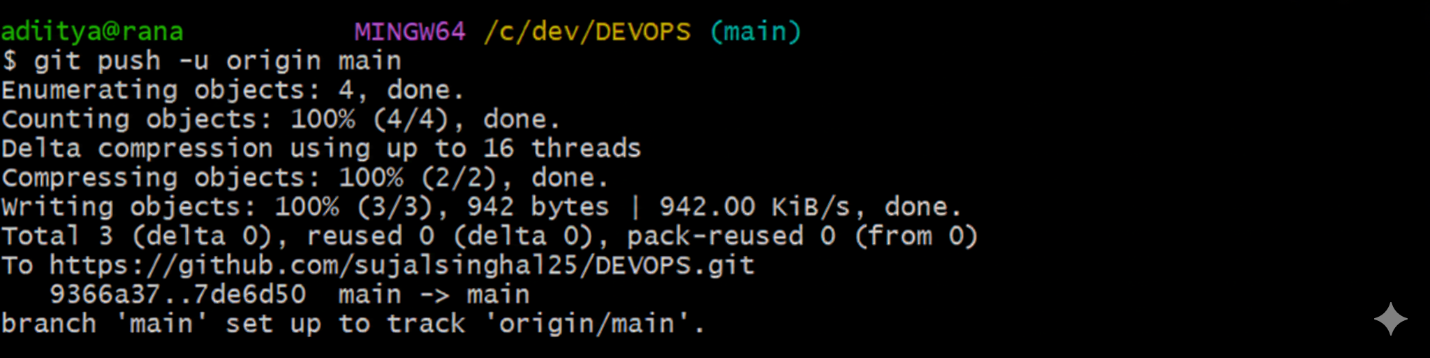 adiitya@rana MINGW64 /c/dev/DEVOPS (main)
$ git push -u origin main
Enumerating objects: 4, done.
Counting objects: 100% (4/4), done.
Delta compression using up to 16 threads
Compressing objects: 100% (2/2), done.
Writing objects: 100% (3/3), 942 bytes | 942.00 KiB/s, done.
Total 3 (delta 0), reused 0 (delta 0), pack-reused 0 (from 0)
To https://github.com/sujalsinghal25/DEVOPS.git
   9366a37..7de6d50  main -> main
branch 'main' set up to track 'origin/main'.